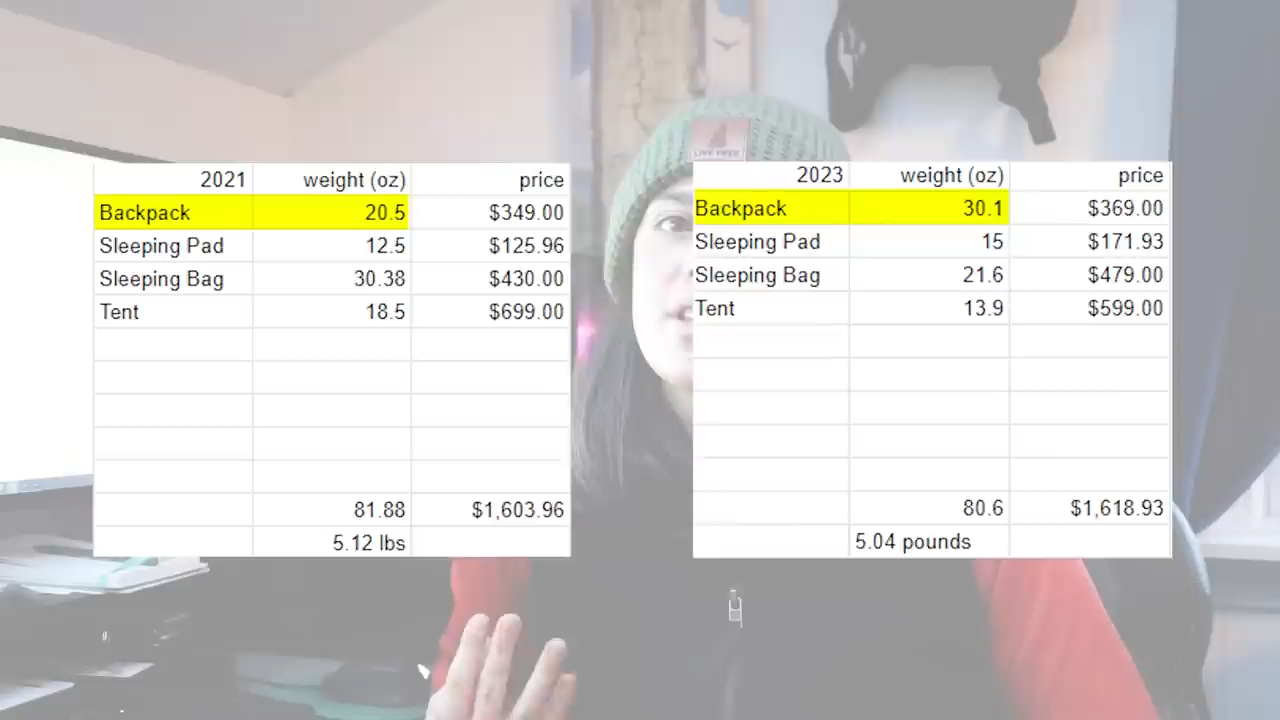 LIVE FREE
2021 weight (oz) price
Backpack 20.5 $349.00
Sleeping Pad 12.5 $125.96
Sleeping Bag 30.38 $430.00
Tent 18.5 $699.00
81.88 $1,603.96
5.12 lbs
2023 weight (oz) price
Backpack 30.1 $369.00
Sleeping Pad 15 $171.93
Sleeping Bag 21.6 $479.00
Tent 13.9 $599.00
80.6 $1,618.93
5.04 pounds